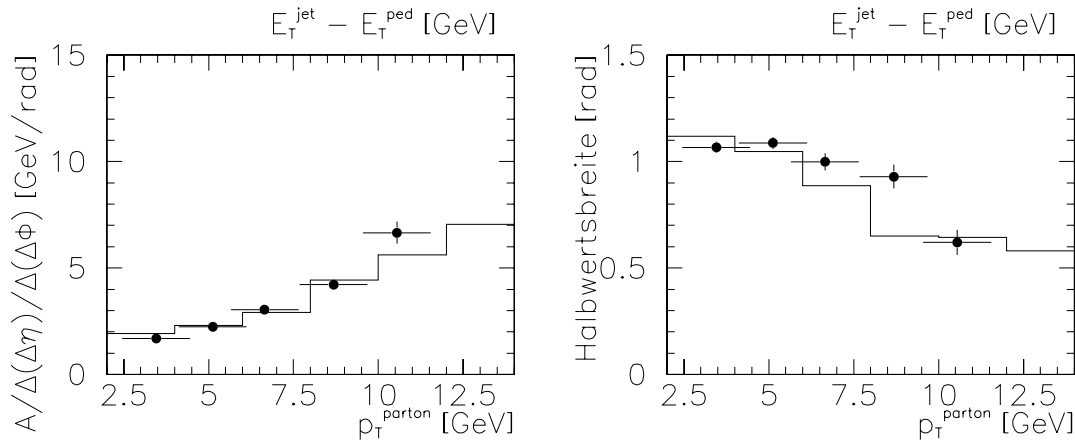 E_T^jet – E_T^ped [GeV]
A/Δ(Δη)/Δ(ΔΦ) [GeV/rad]
15
10
5
0
2.5 5 7.5 10 12.5
p_T^parton [GeV]
E_T^jet – E_T^ped [GeV]
Halbwertsbreite [rad]
1.5
1
0.5
0
2.5 5 7.5 10 12.5
p_T^parton [GeV]